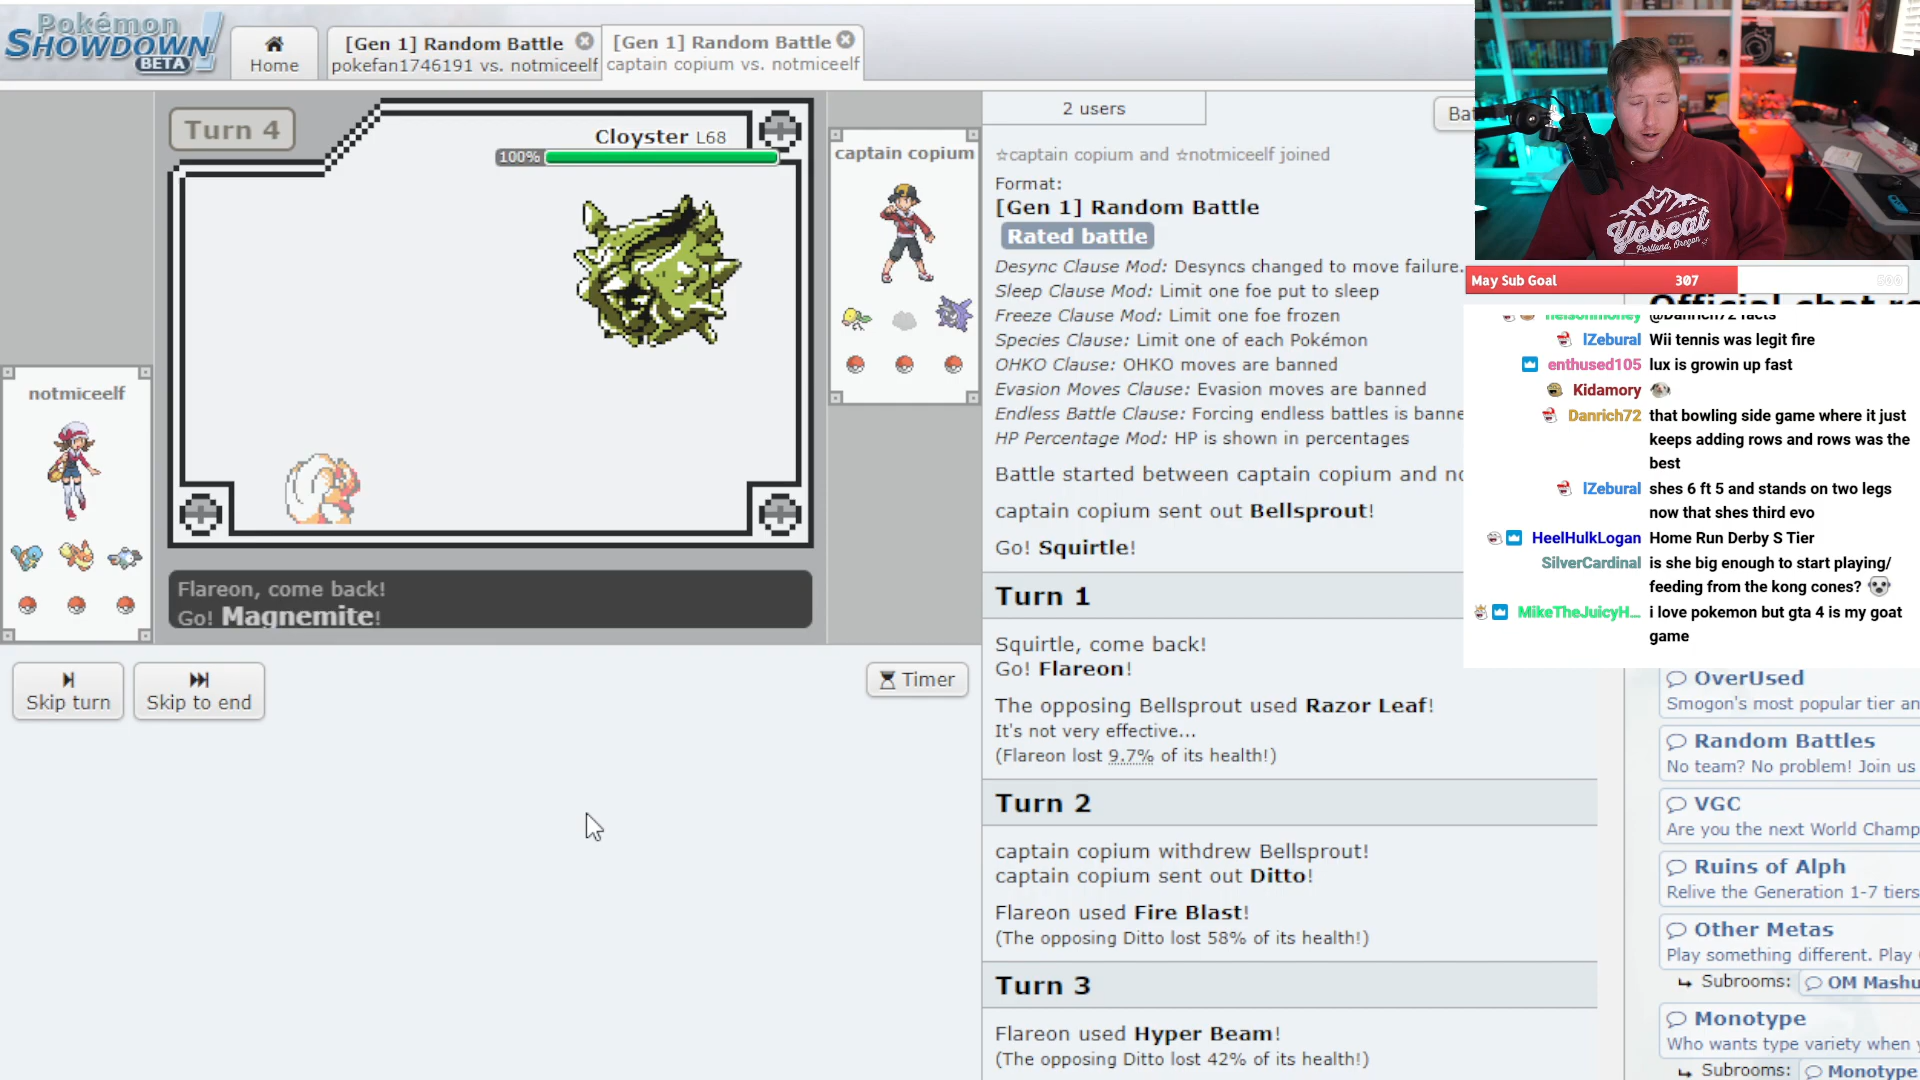 Pokémon
SHOWDOWN!
BETA
Home
[Gen 1] Random Battle
pokefan1746191 vs. notmiceelf
[Gen 1] Random Battle
captain copium vs. notmiceelf
Turn 4
Cloyster L68
100%
captain copium
notmiceelf
Flareon, come back!
Go! Magnemite!
Skip turn
Skip to end
Timer
2 users
☆captain copium and ☆notmiceelf joined
Format:
[Gen 1] Random Battle
Rated battle
Desync Clause Mod: Desyncs changed to move failure.
Sleep Clause Mod: Limit one foe put to sleep
Freeze Clause Mod: Limit one foe frozen
Species Clause: Limit one of each Pokémon
OHKO Clause: OHKO moves are banned
Evasion Moves Clause: Evasion moves are banned
Endless Battle Clause: Forcing endless battles is banne
HP Percentage Mod: HP is shown in percentages
Battle started between captain copium and no
captain copium sent out Bellsprout!
Go! Squirtle!
Turn 1
Squirtle, come back!
Go! Flareon!
The opposing Bellsprout used Razor Leaf!
It's not very effective...
(Flareon lost 9.7% of its health!)
Turn 2
captain copium withdrew Bellsprout!
captain copium sent out Ditto!
Flareon used Fire Blast!
(The opposing Ditto lost 58% of its health!)
Turn 3
Flareon used Hyper Beam!
(The opposing Ditto lost 42% of its health!)
Bat
Yobeat
Portland, Oregon
May Sub Goal 307 500
Official chat ro
nelsonmoney @Danrich72 facts
lZebural Wii tennis was legit fire
enthused105 lux is growin up fast
Kidamory
Danrich72 that bowling side game where it just
keeps adding rows and rows was the
best
lZebural shes 6 ft 5 and stands on two legs
now that shes third evo
HeelHulkLogan Home Run Derby S Tier
SilverCardinal is she big enough to start playing/
feeding from the kong cones?
MikeTheJuicyH... i love pokemon but gta 4 is my goat
game
OverUsed
Smogon's most popular tier an
Random Battles
No team? No problem! Join us
VGC
Are you the next World Champ
Ruins of Alph
Relive the Generation 1-7 tiers
Other Metas
Play something different. Play
Subrooms: OM Mashu
Monotype
Who wants type variety when y
Subrooms: Monotype